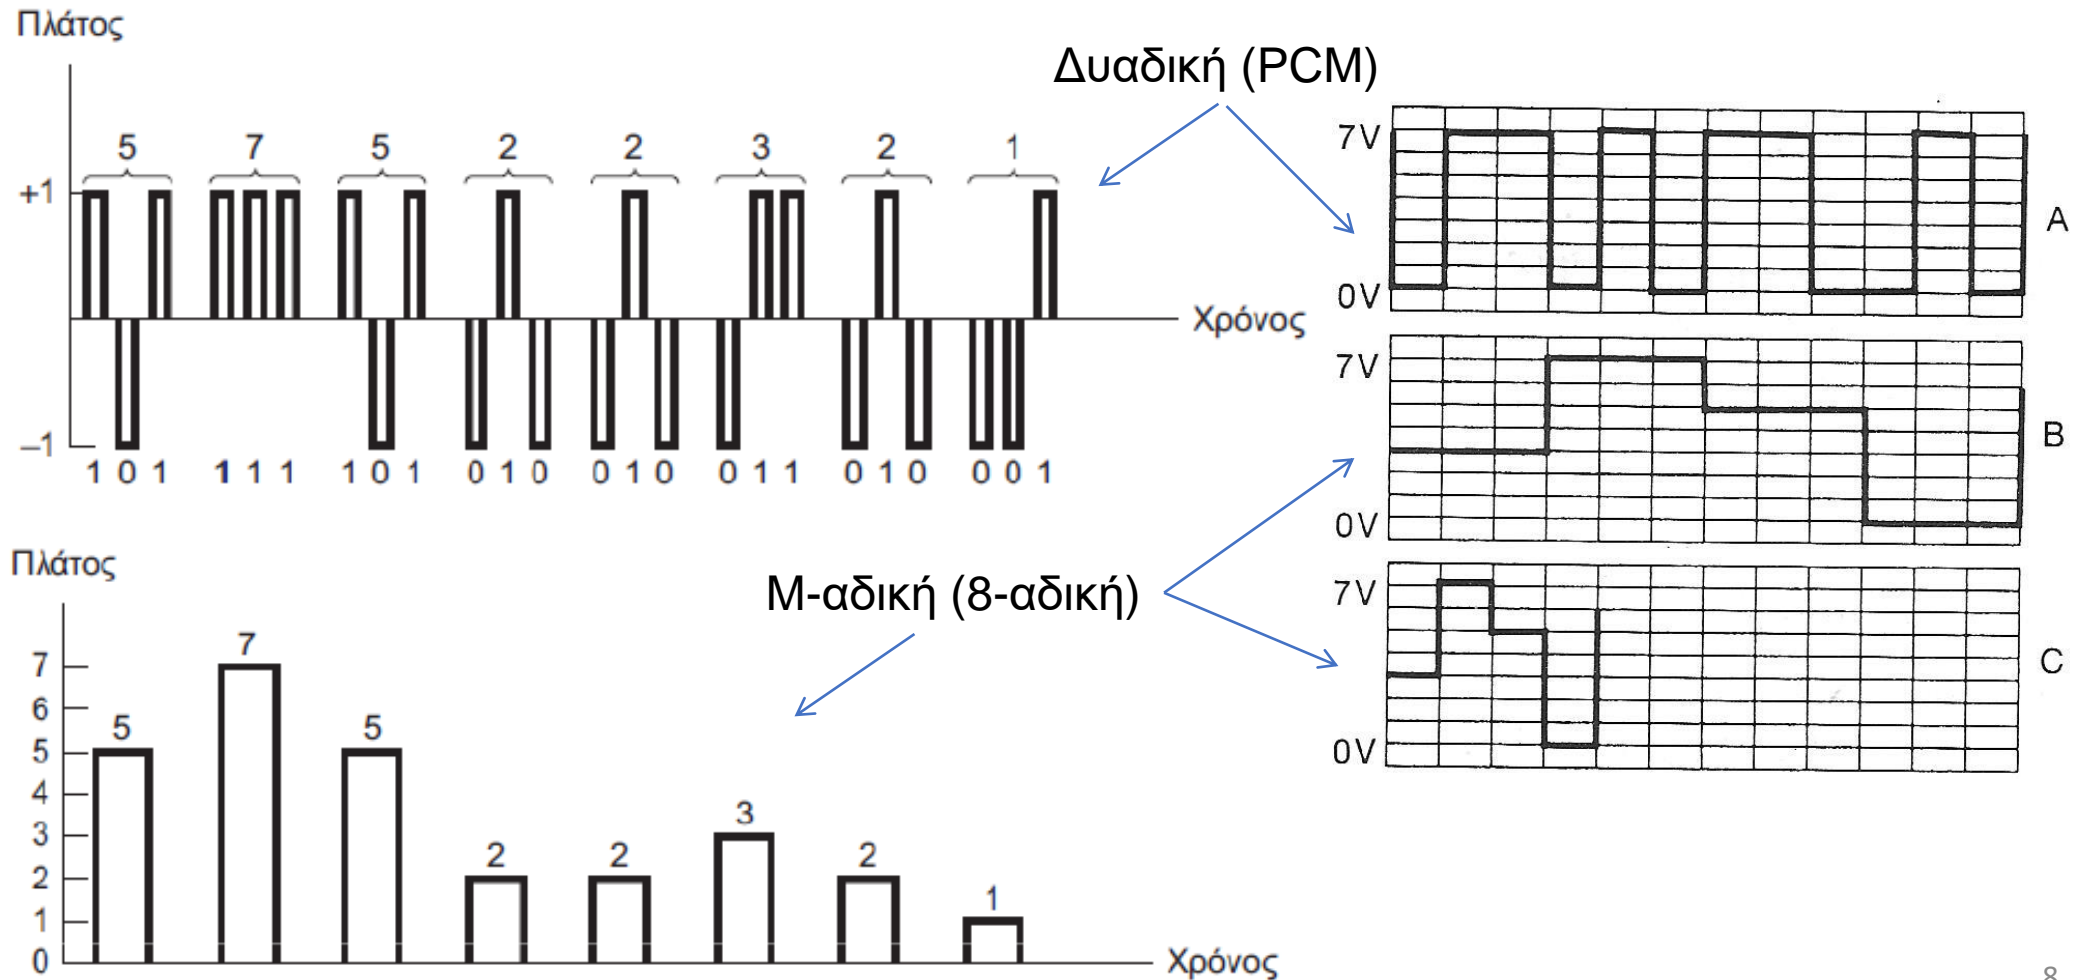 Πλάτος
Δυαδική (PCM)
5 7 5 2 2 3 2 1
+1
Χρόνος
–1
1 0 1 1 1 1 1 0 1 0 1 0 0 1 0 0 1 1 0 1 0 0 0 1
7V
0V
A
7V
0V
B
7V
0V
C
Πλάτος
Μ-αδική (8-αδική)
7
6
5
4
3
2
1
0
5 7 5 2 2 3 2 1
Χρόνος
8